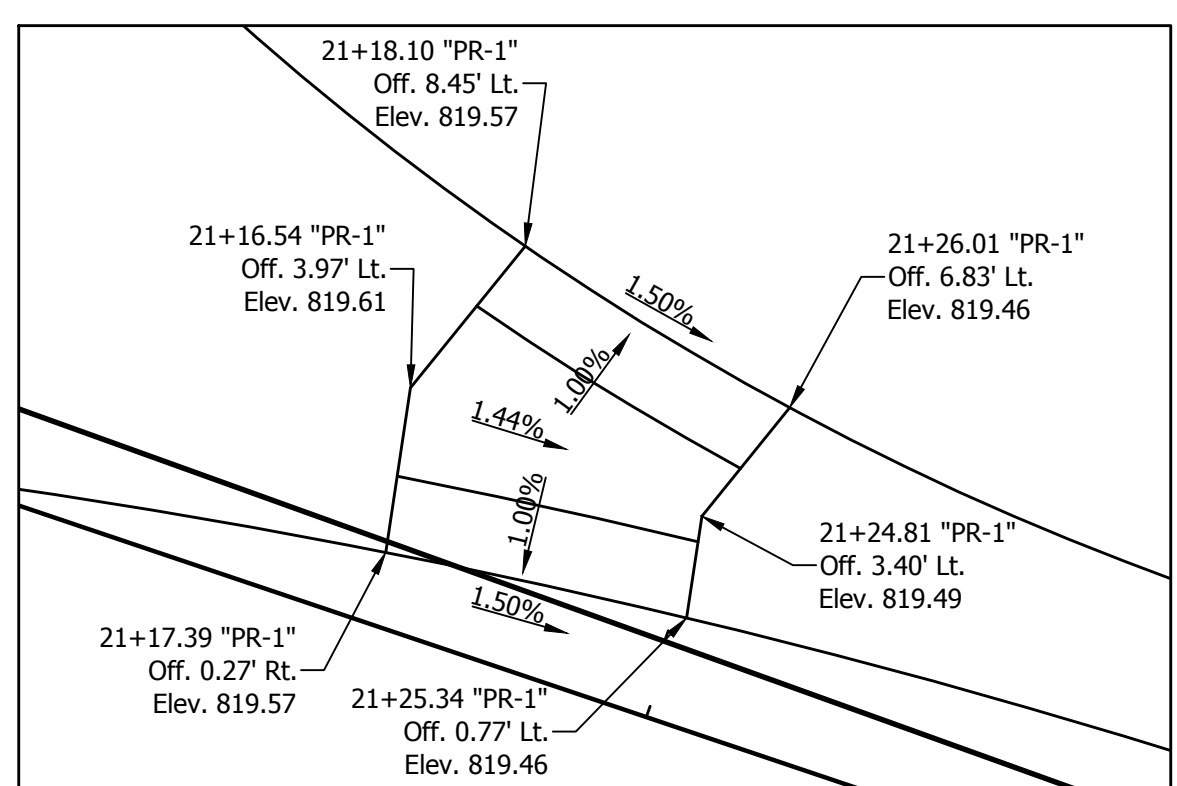 21+18.10 "PR-1"
Off. 8.45' Lt.
Elev. 819.57
21+16.54 "PR-1"
Off. 3.97' Lt.
Elev. 819.61
21+26.01 "PR-1"
Off. 6.83' Lt.
Elev. 819.46
1.50%
1.00%
1.44%
1.00%
21+24.81 "PR-1"
Off. 3.40' Lt.
Elev. 819.49
1.50%
21+17.39 "PR-1"
Off. 0.27' Rt.
Elev. 819.57
21+25.34 "PR-1"
Off. 0.77' Lt.
Elev. 819.46